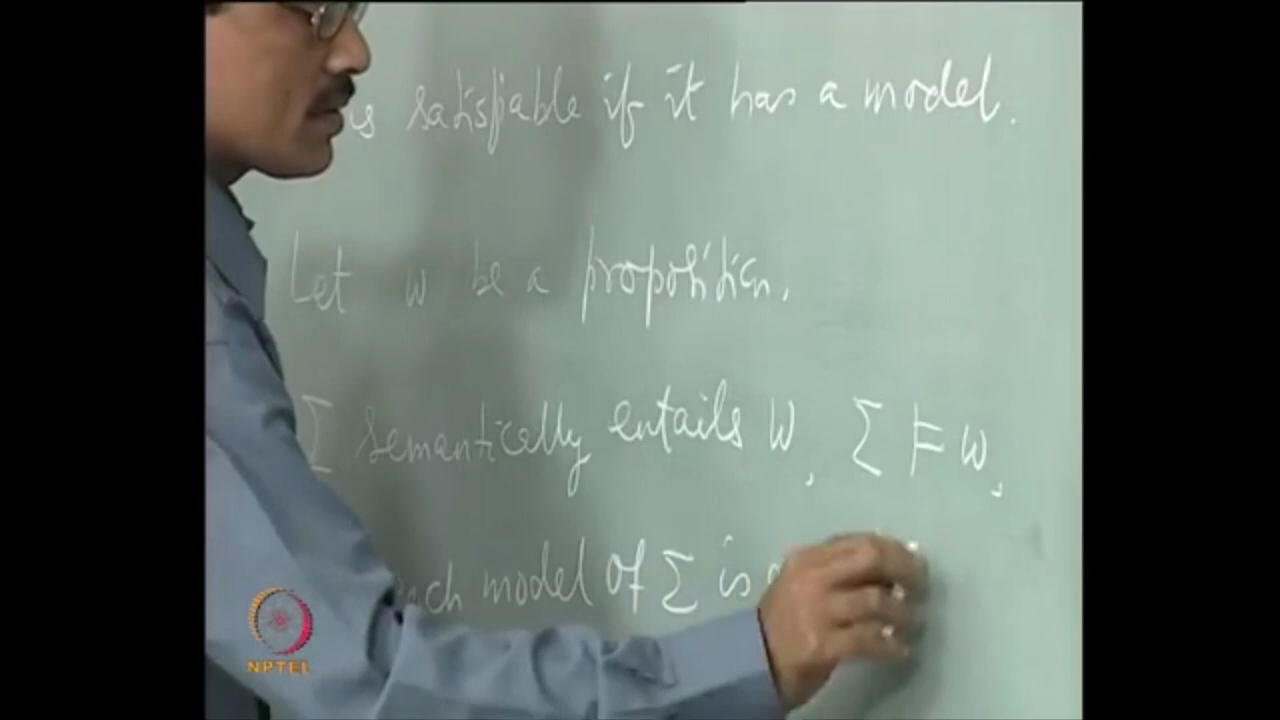 is satisfiable if it has a model.
Let w be a proposition.
Σ semantically entails w, Σ ⊨ w,
each model of Σ is a
NPTEL